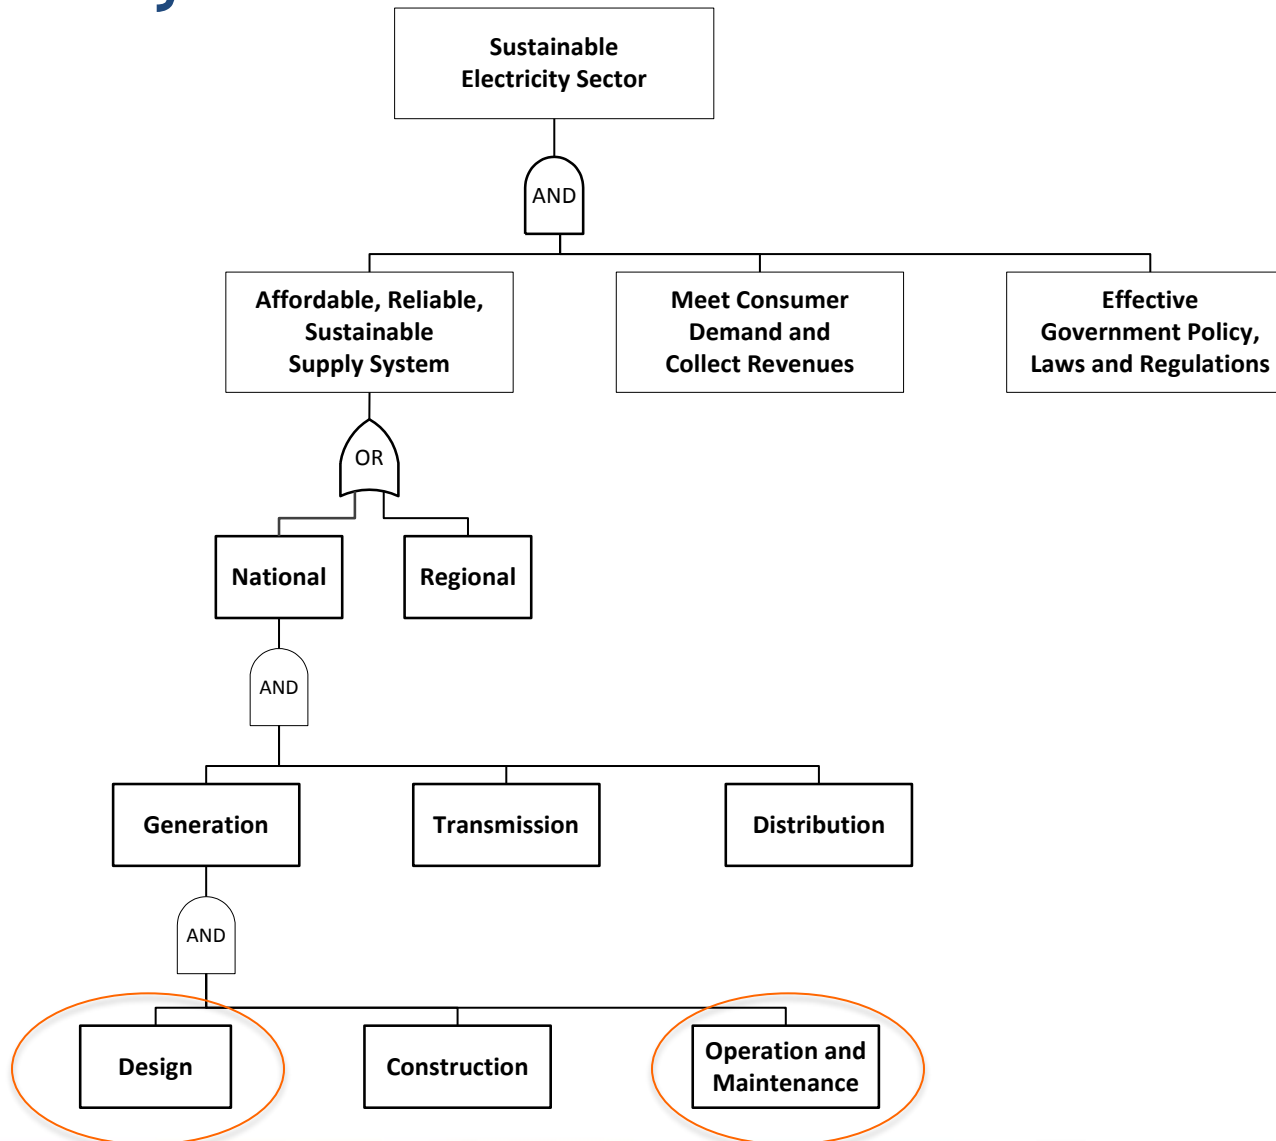 Sustainable
Electricity Sector
AND
Affordable, Reliable,
Sustainable
Supply System
Meet Consumer
Demand and
Collect Revenues
Effective
Government Policy,
Laws and Regulations
OR
National
Regional
AND
Generation
Transmission
Distribution
AND
Design
Construction
Operation and
Maintenance